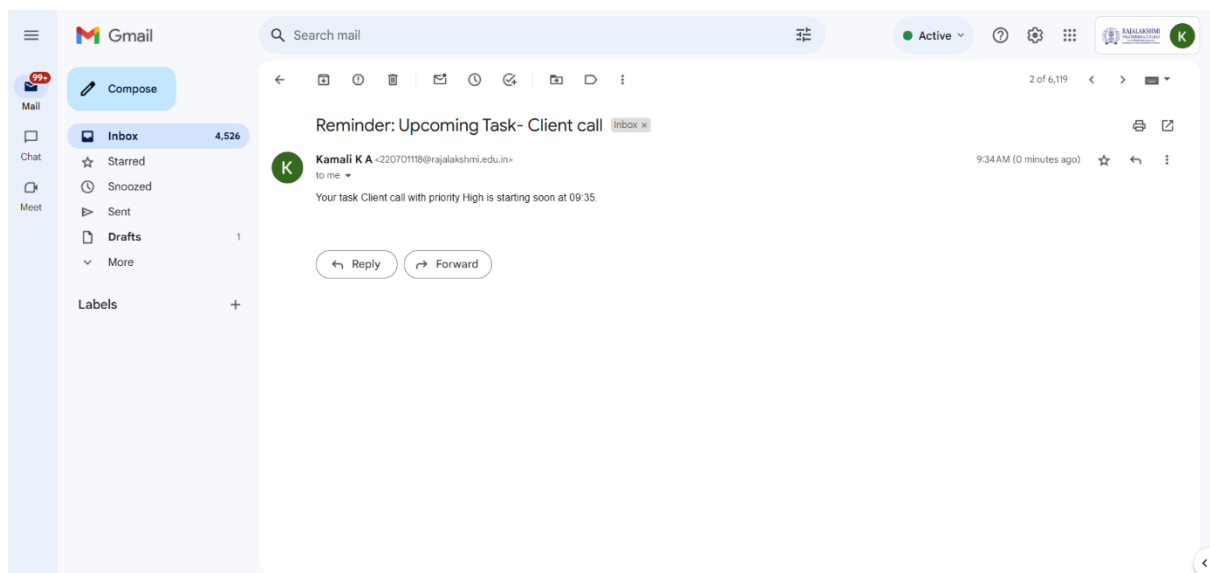 Gmail
Search mail
Active
RAJALAKSHMI
ENGINEERING COLLEGE
K
99+
Mail
Chat
Meet
Compose
Inbox 4,526
Starred
Snoozed
Sent
Drafts 1
More
Labels
2 of 6,119
Reminder: Upcoming Task- Client call Inbox ×
K
Kamali K A <220701118@rajalakshmi.edu.in> 9:34 AM (0 minutes ago)
to me
Your task Client call with priority High is starting soon at 09:35.
Reply Forward